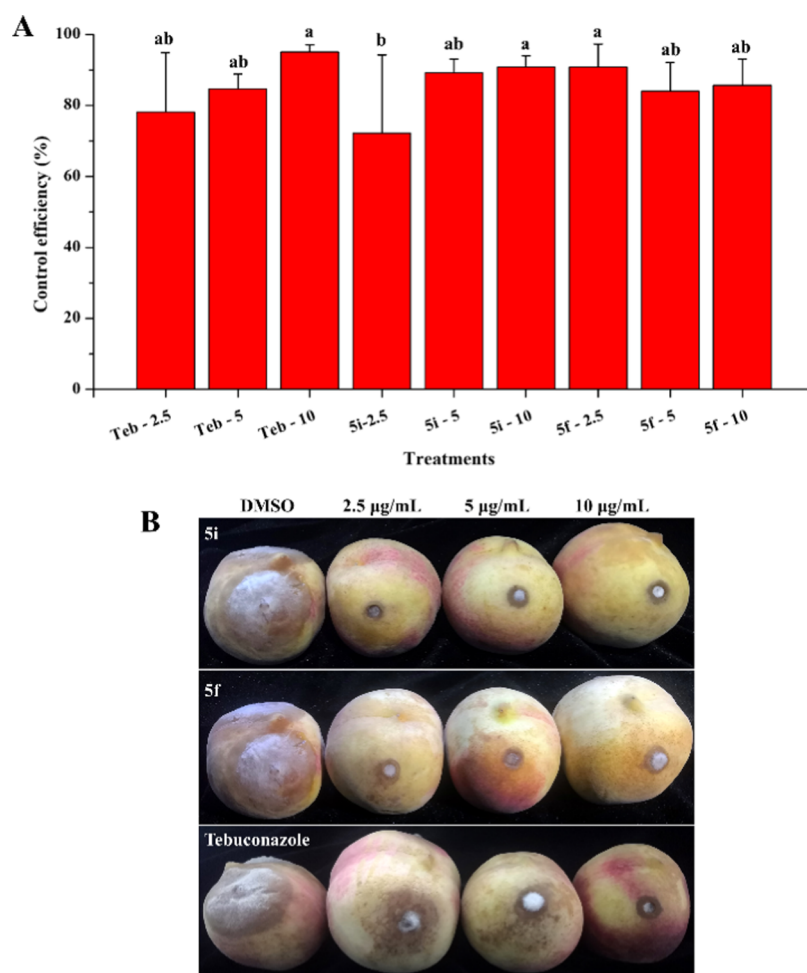 A
100
80
60
40
20
0
Control efficiency (%)
ab
ab
a
b
ab
a
a
ab
ab
Teb - 2.5
Teb - 5
Teb - 10
5i-2.5
5i - 5
5i - 10
5f - 2.5
5f - 5
5f - 10
Treatments
B
DMSO 2.5 µg/mL 5 µg/mL 10 µg/mL
5i
5f
Tebuconazole